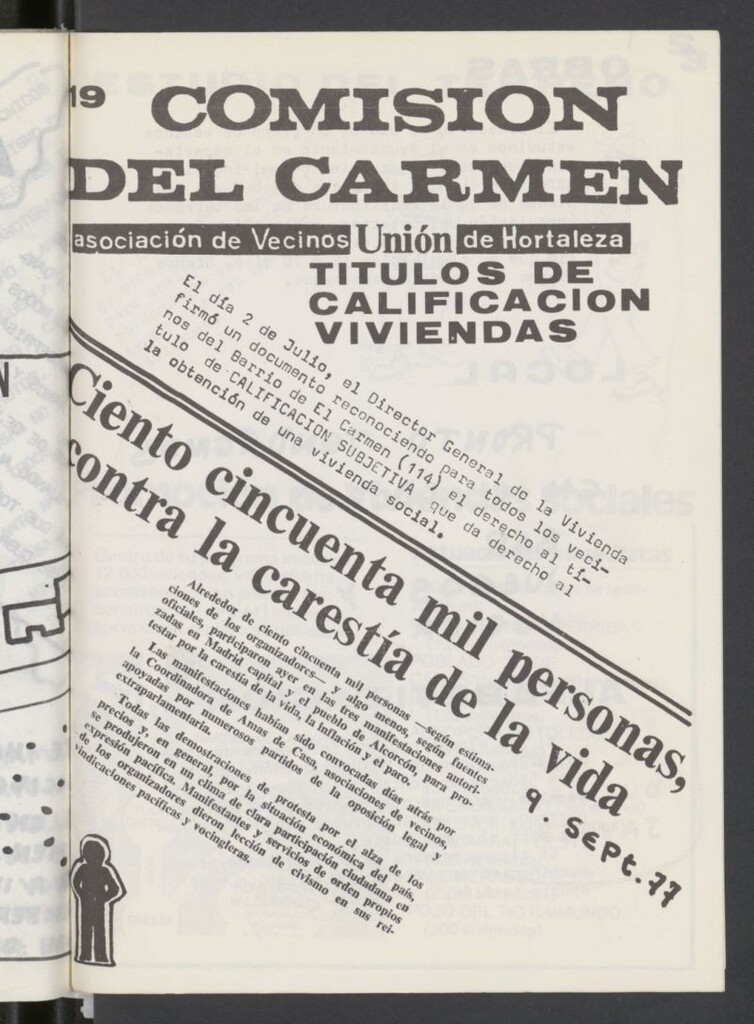 19 COMISION
DEL CARMEN
asociación de Vecinos Unión de Hortaleza
TITULOS DE
CALIFICACION
VIVIENDAS
El día 2 de Julio, el Director General de la Vivienda
firmó un documento reconociendo para todos los veci-
nos del Barrio de El Carmen (114) el derecho al tí-
tulo de CALIFICACION SUBJETIVA que da derecho al
la obtención de una vivienda social.
Ciento cincuenta mil personas,
contra la carestía de la vida
9. SEPT.77
Alrededor de ciento cincuenta mil personas —según estima-
ciones de los organizadores— y algo menos, según fuentes
oficiales, participaron ayer en las tres manifestaciones autori-
zadas en Madrid capital y el pueblo de Alcorcón, para pro-
testar por la carestía de la vida, la inflación y el paro.
Las manifestaciones habían sido convocadas días atrás por
la Coordinadora de Amas de Casa, asociaciones de vecinos,
apoyadas por numerosos partidos de la oposición legal y
extraparlamentaria.
Todas las demostraciones de protesta por el alza de los
precios y, en general, por la situación económica del país,
se produjeron en un clima de clara participación ciudadana en
expresión pacífica. Manifestantes y servicios de orden propios
de los organizadores dieron lección de civismo en sus rei-
vindicaciones pacíficas y vocingleras.